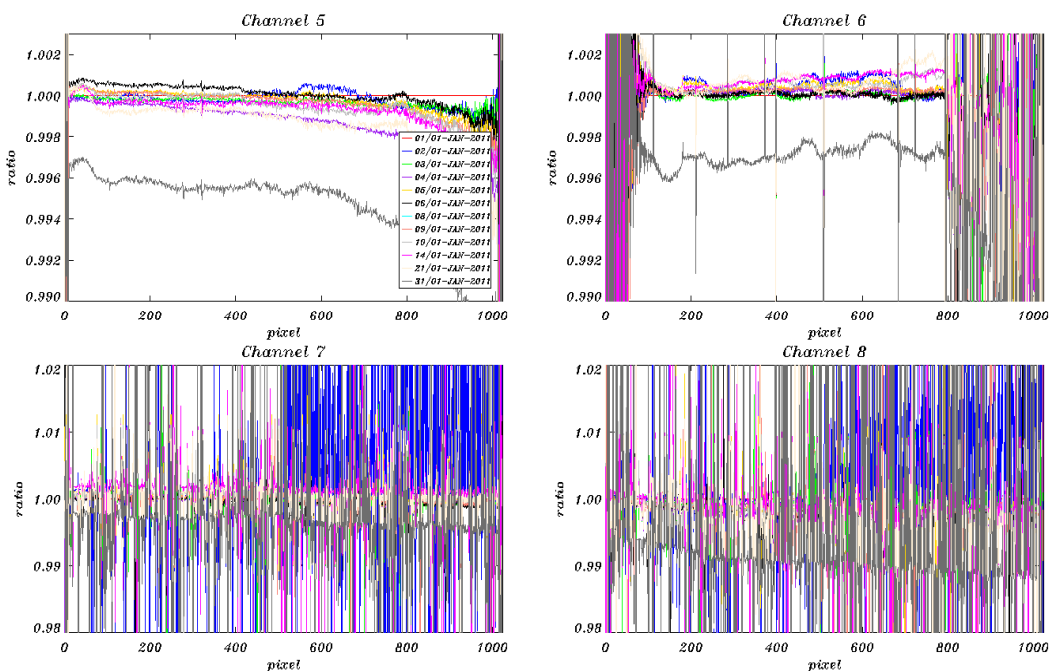 Channel 5
Channel 6
1.002
1.000
0.998
0.996
0.994
0.992
0.990
ratio
0 200 400 600 800 1000
pixel
01/01-JAN-2011
02/01-JAN-2011
03/01-JAN-2011
04/01-JAN-2011
05/01-JAN-2011
06/01-JAN-2011
08/01-JAN-2011
09/01-JAN-2011
10/01-JAN-2011
14/01-JAN-2011
21/01-JAN-2011
31/01-JAN-2011
1.002
1.000
0.998
0.996
0.994
0.992
0.990
ratio
0 200 400 600 800 1000
pixel
Channel 7
Channel 8
1.02
1.01
1.00
0.99
0.98
ratio
0 200 400 600 800 1000
pixel
1.02
1.01
1.00
0.99
0.98
ratio
0 200 400 600 800 1000
pixel